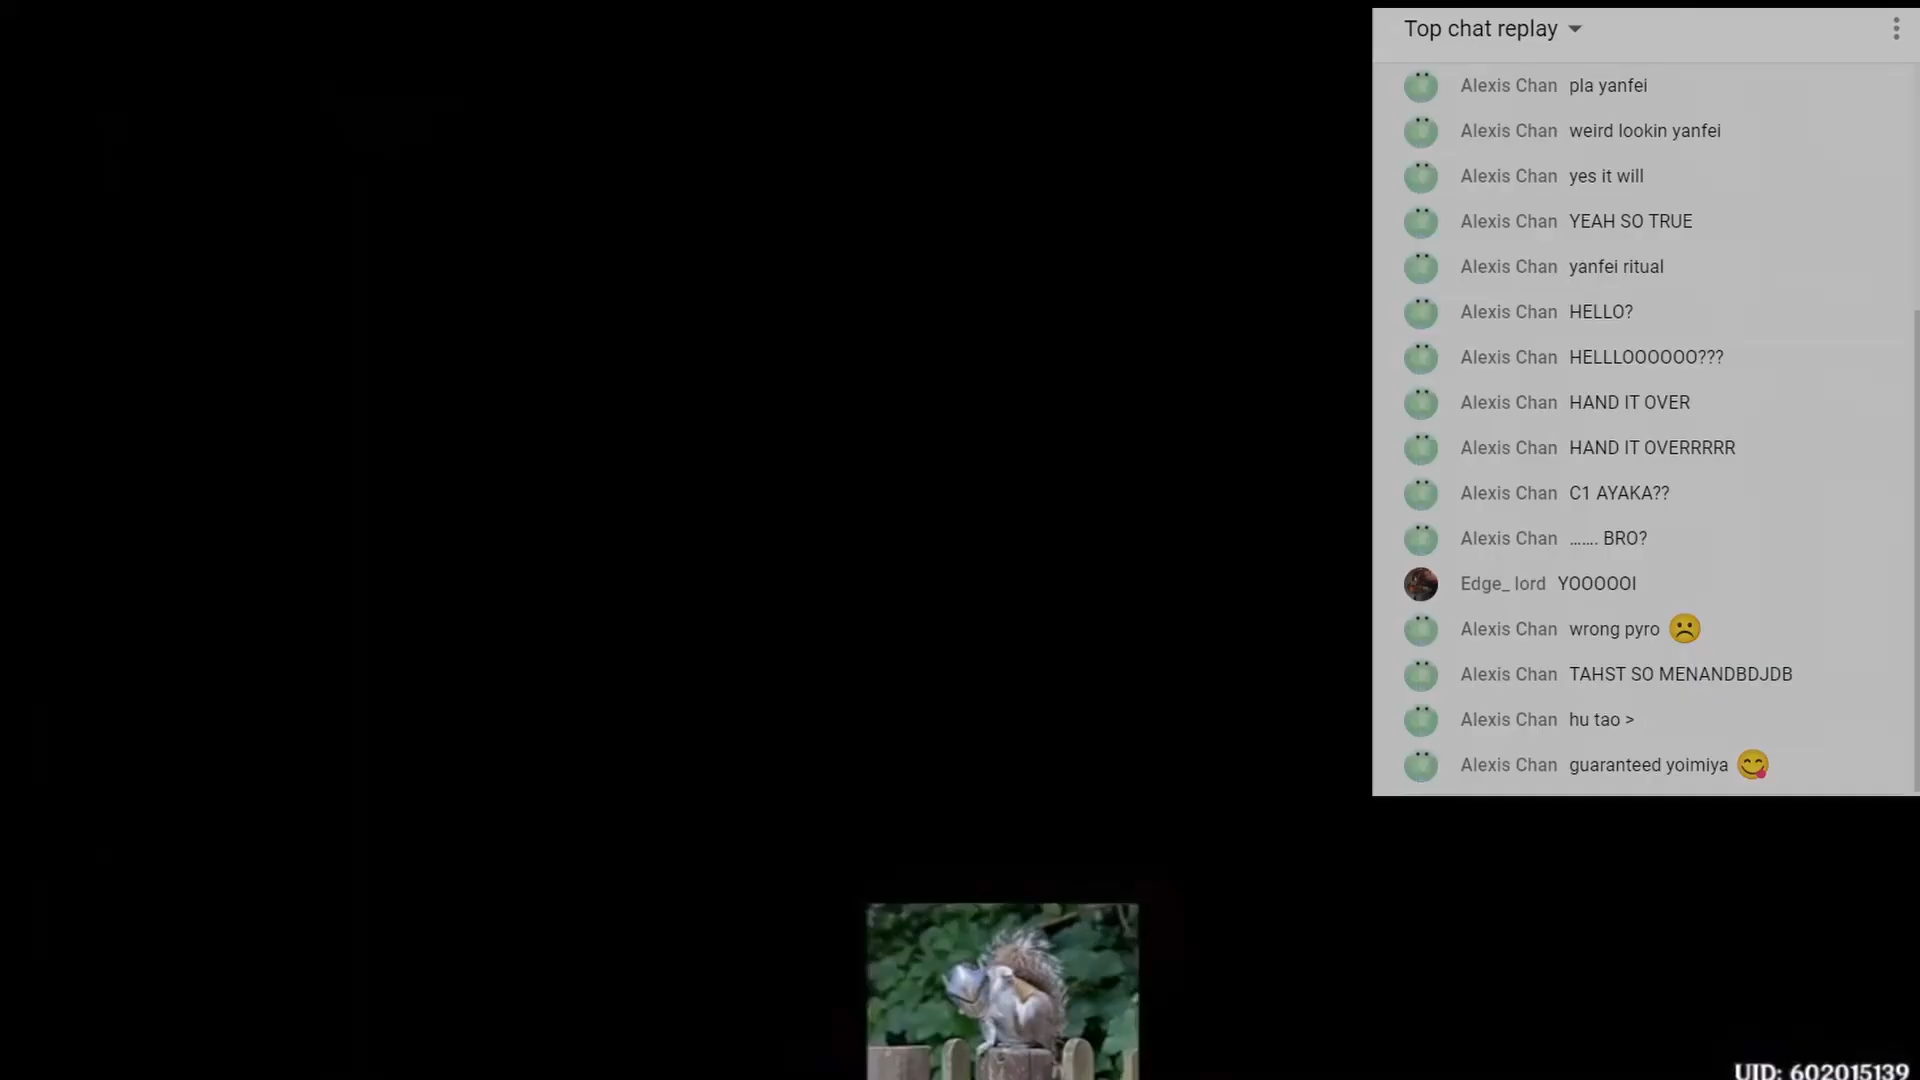 Top chat replay
Alexis Chan pla yanfei
Alexis Chan weird lookin yanfei
Alexis Chan yes it will
Alexis Chan YEAH SO TRUE
Alexis Chan yanfei ritual
Alexis Chan HELLO?
Alexis Chan HELLLOOOOOO???
Alexis Chan HAND IT OVER
Alexis Chan HAND IT OVERRRRR
Alexis Chan C1 AYAKA??
Alexis Chan ……. BRO?
Edge_ lord YOOOOOI
Alexis Chan wrong pyro ☹️
Alexis Chan TAHST SO MENANDBDJDB
Alexis Chan hu tao >
Alexis Chan guaranteed yoimiya 😋
UID: 602015139